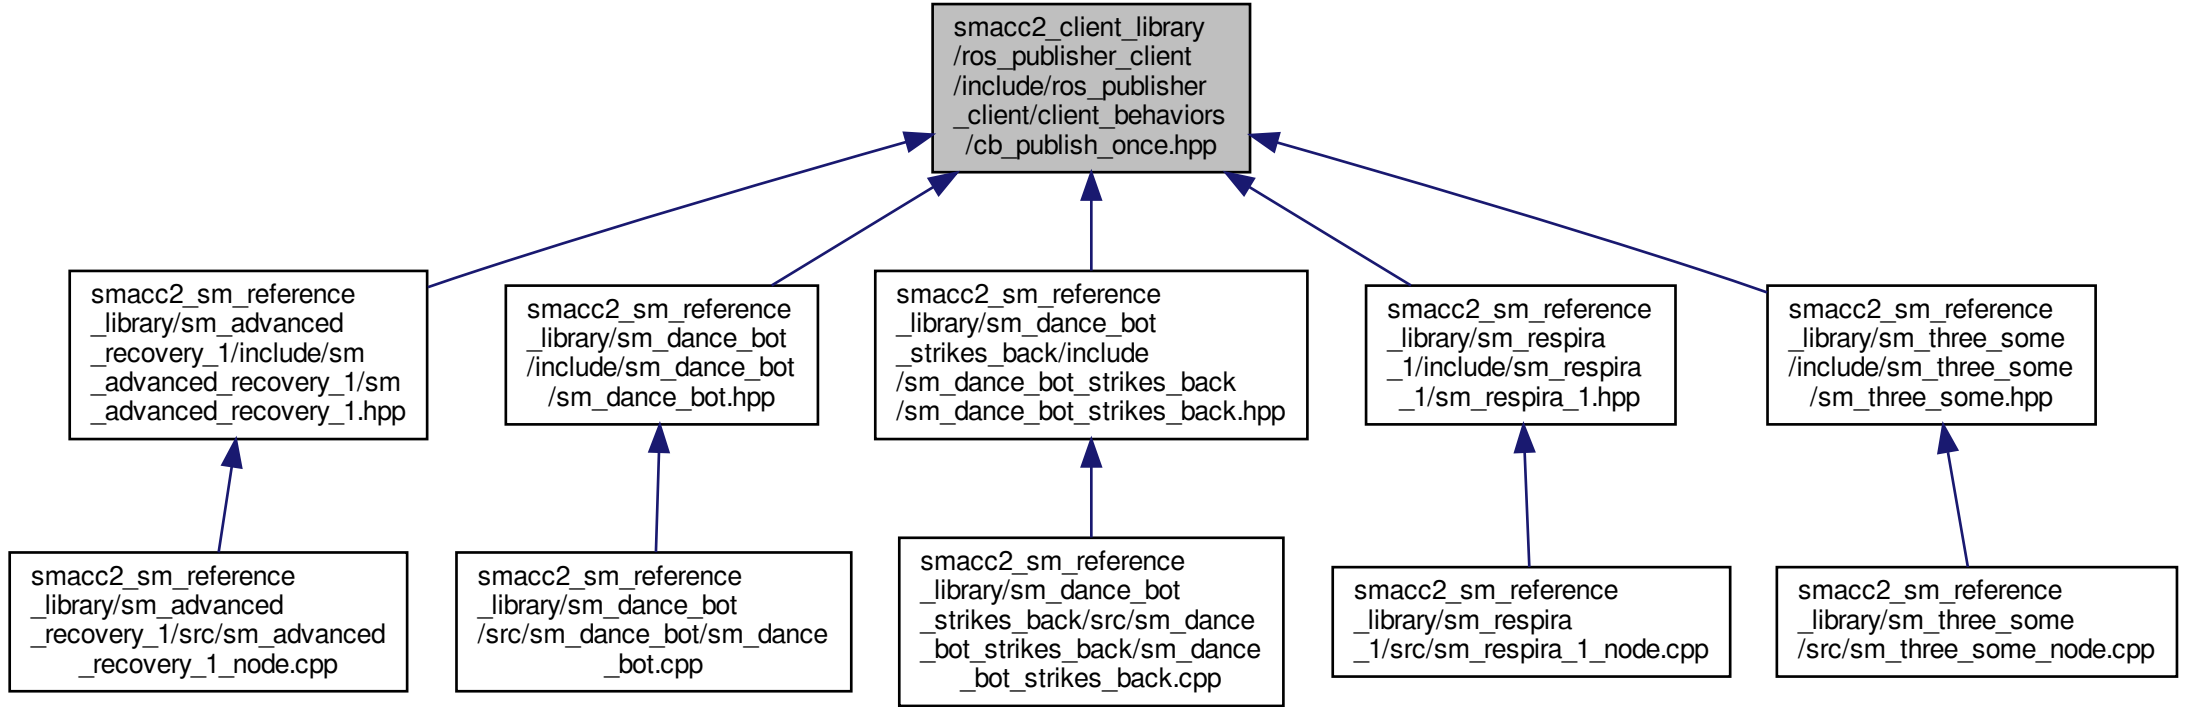 smacc2_client_library
/ros_publisher_client
/include/ros_publisher
_client/client_behaviors
/cb_publish_once.hpp
smacc2_sm_reference
_library/sm_advanced
_recovery_1/include/sm
_advanced_recovery_1/sm
_advanced_recovery_1.hpp
smacc2_sm_reference
_library/sm_dance_bot
/include/sm_dance_bot
/sm_dance_bot.hpp
smacc2_sm_reference
_library/sm_dance_bot
_strikes_back/include
/sm_dance_bot_strikes_back
/sm_dance_bot_strikes_back.hpp
smacc2_sm_reference
_library/sm_respira
_1/include/sm_respira
_1/sm_respira_1.hpp
smacc2_sm_reference
_library/sm_three_some
/include/sm_three_some
/sm_three_some.hpp
smacc2_sm_reference
_library/sm_advanced
_recovery_1/src/sm_advanced
_recovery_1_node.cpp
smacc2_sm_reference
_library/sm_dance_bot
/src/sm_dance_bot/sm_dance
_bot.cpp
smacc2_sm_reference
_library/sm_dance_bot
_strikes_back/src/sm_dance
_bot_strikes_back/sm_dance
_bot_strikes_back.cpp
smacc2_sm_reference
_library/sm_respira
_1/src/sm_respira_1_node.cpp
smacc2_sm_reference
_library/sm_three_some
/src/sm_three_some_node.cpp